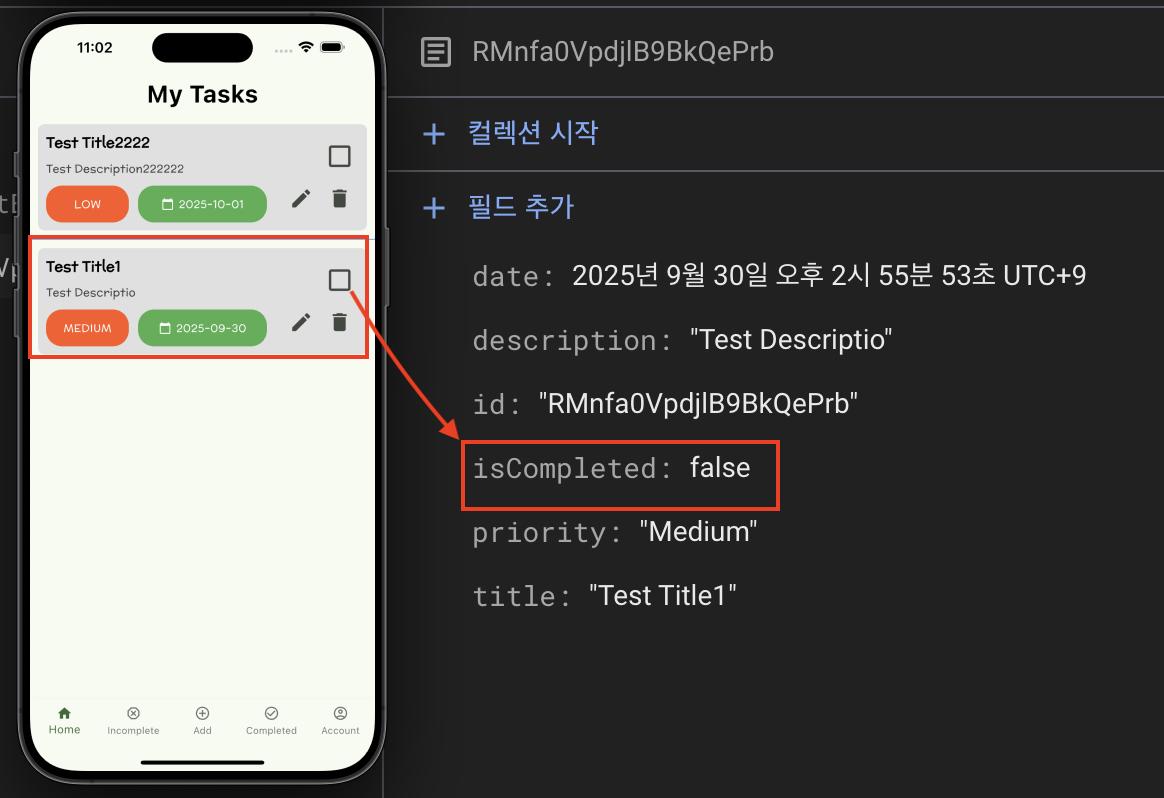 11:02
My Tasks
Test Title2222
Test Description222222
LOW
2025-10-01
Test Title1
Test Descriptio
MEDIUM
2025-09-30
Home
Incomplete
Add
Completed
Account
RMnfa0VpdjlB9BkQePrb
+ 컬렉션 시작
+ 필드 추가
date: 2025년 9월 30일 오후 2시 55분 53초 UTC+9
description: "Test Descriptio"
id: "RMnfa0VpdjlB9BkQePrb"
isCompleted: false
priority: "Medium"
title: "Test Title1"